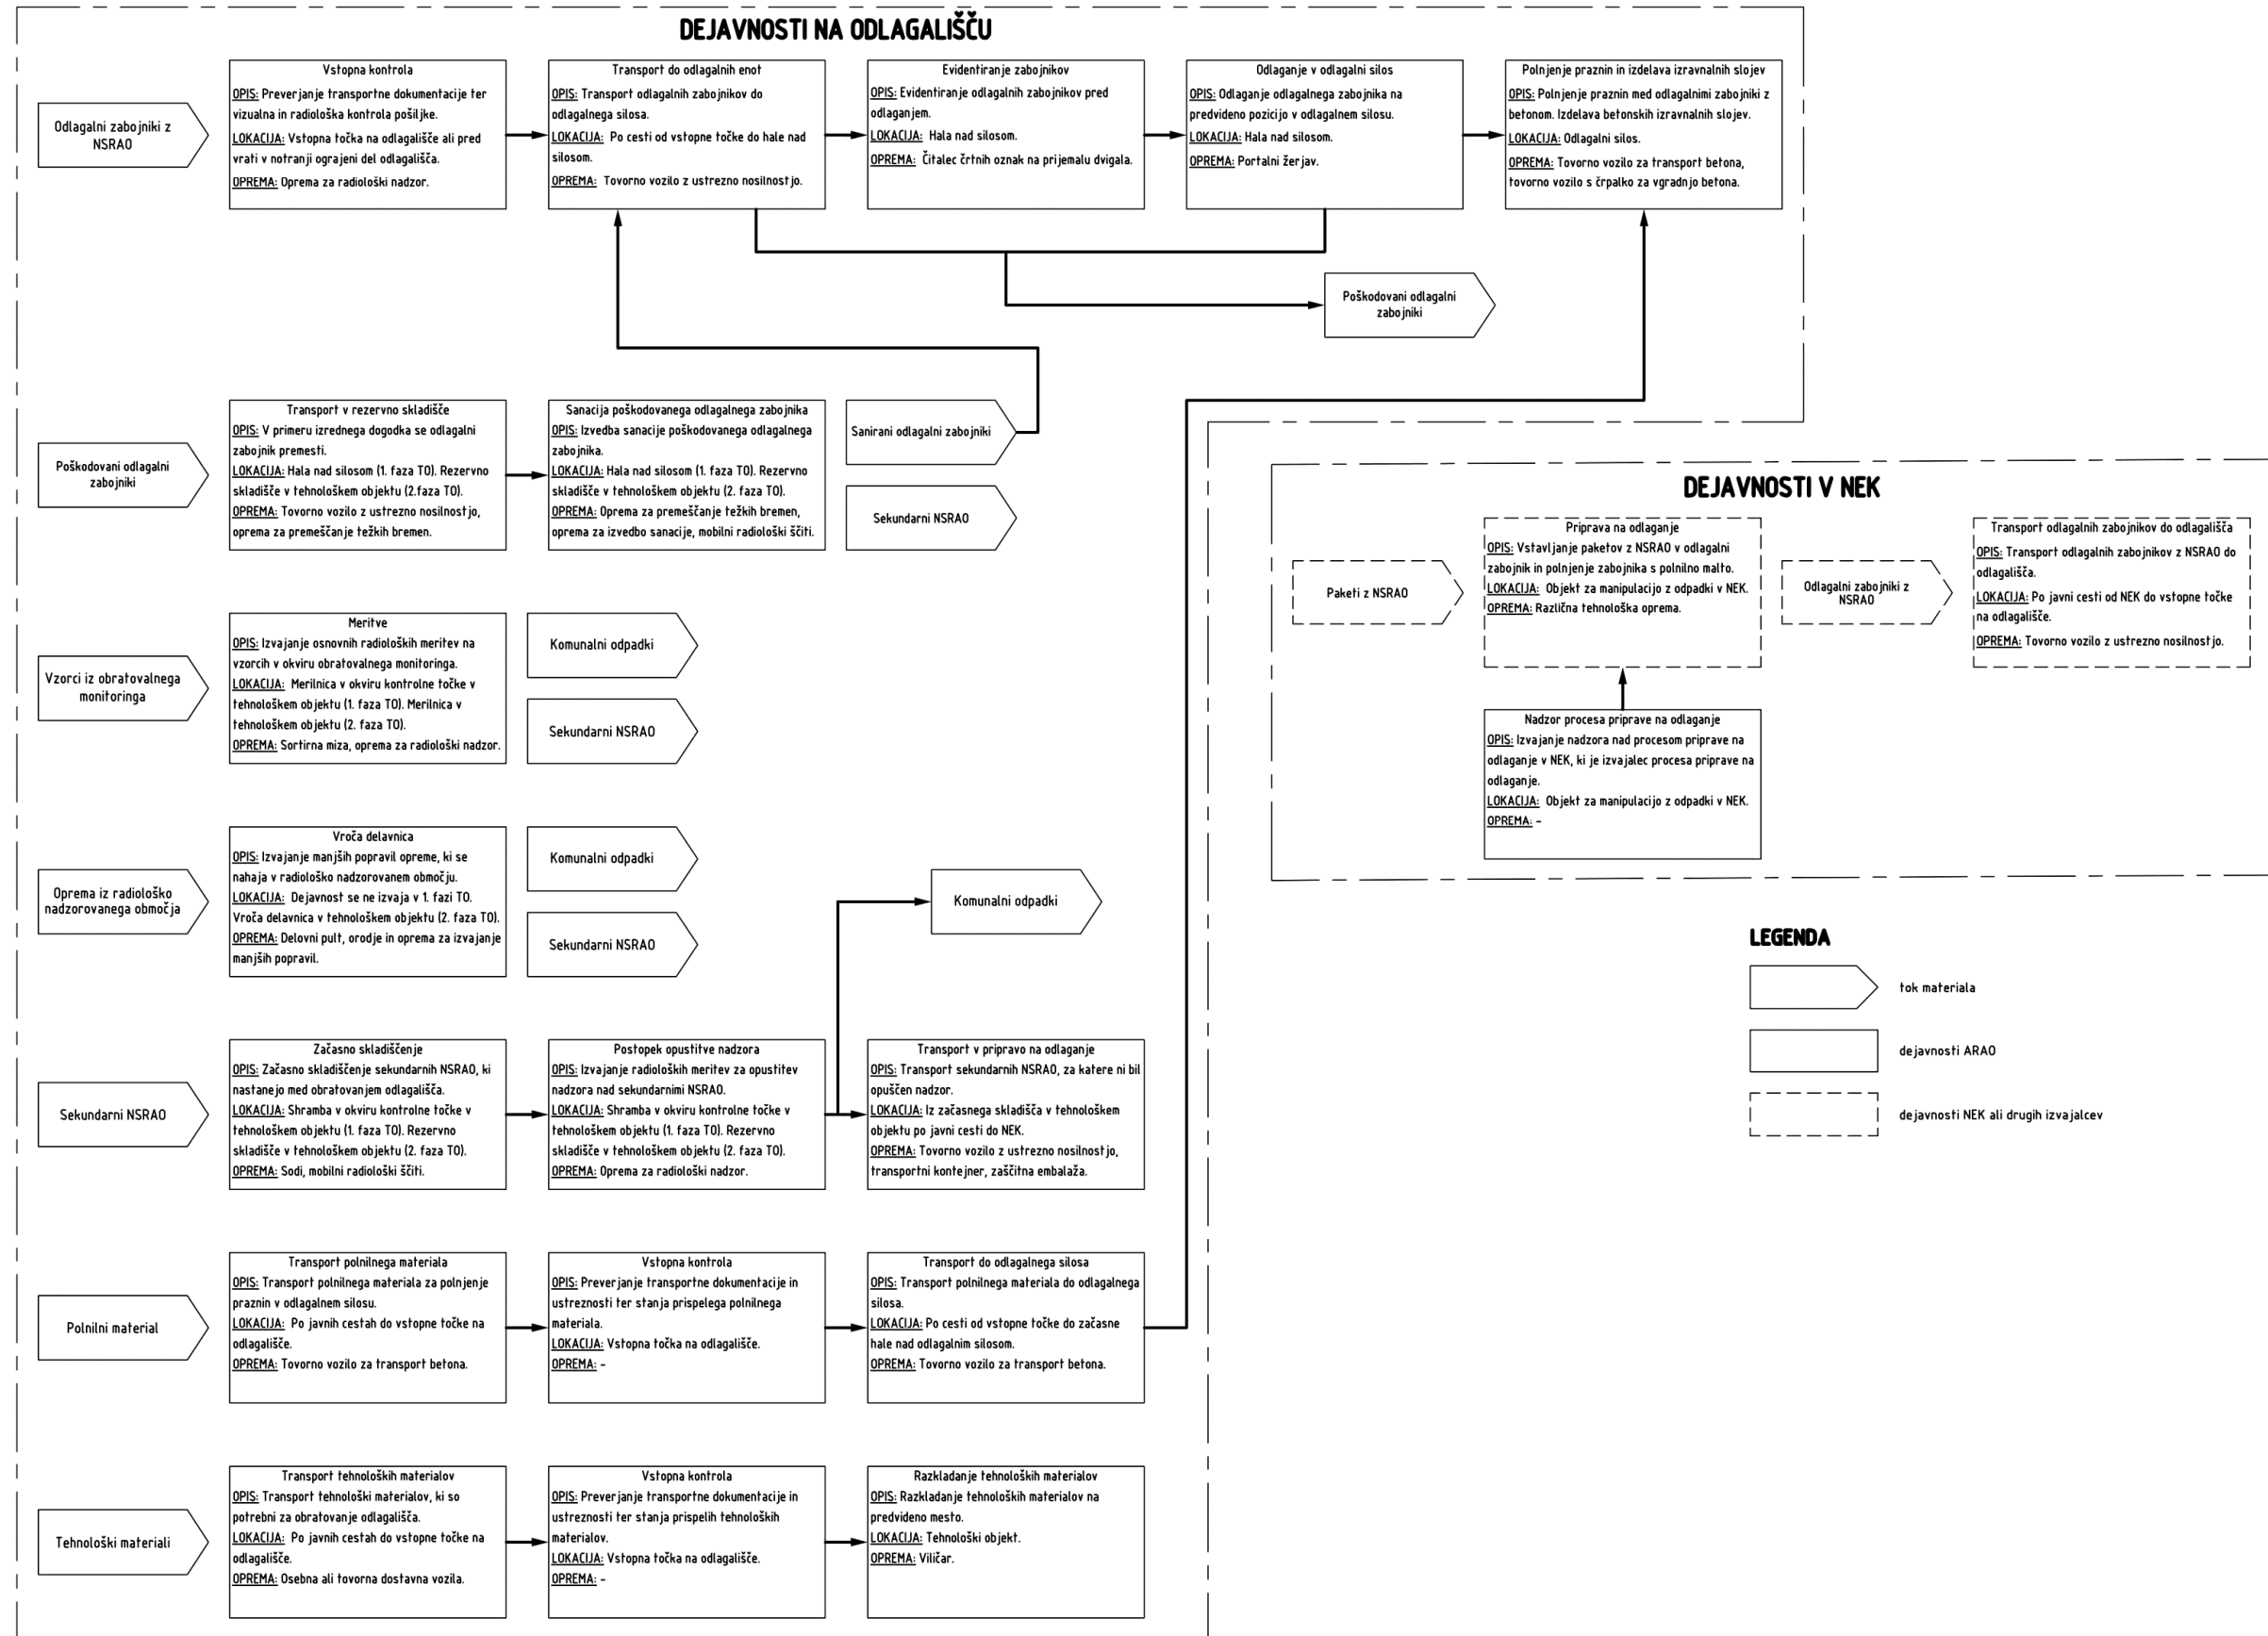 DEJAVNOSTI NA ODLAGALIŠČU
Odlagalni zabojniki z
NSRAO
Vstopna kontrola
OPIS: Preverjanje transportne dokumentacije ter
vizualna in radiološka kontrola pošiljke.
LOKACIJA: Vstopna točka na odlagališče ali pred
vrati v notranji ograjeni del odlagališča.
OPREMA: Oprema za radiološki nadzor.
Transport do odlagalnih enot
OPIS: Transport odlagalnih zabojnikov do
odlagalnega silosa.
LOKACIJA: Po cesti od vstopne točke do hale nad
silosom.
OPREMA: Tovorno vozilo z ustrezno nosilnostjo.
Evidentiranje zabojnikov
OPIS: Evidentiranje odlagalnih zabojnikov pred
odlaganjem.
LOKACIJA: Hala nad silosom.
OPREMA: Čitalec črtnih oznak na prijemalu dvigala.
Odlaganje v odlagalni silos
OPIS: Odlaganje odlagalnega zabojnika na
predvideno pozicijo v odlagalnem silosu.
LOKACIJA: Hala nad silosom.
OPREMA: Portalni žerjav.
Polnjenje praznin in izdelava izravnalnih slojev
OPIS: Polnjenje praznin med odlagalnimi zabojniki z
betonom. Izdelava betonskih izravnalnih slojev.
LOKACIJA: Odlagalni silos.
OPREMA: Tovorno vozilo za transport betona,
tovorno vozilo s črpalko za vgradnjo betona.
Poškodovani odlagalni
zabojniki
Poškodovani odlagalni
zabojniki
Transport v rezervno skladišče
OPIS: V primeru izrednega dogodka se odlagalni
zabojnik premesti.
LOKACIJA: Hala nad silosom (1. faza TO). Rezervno
skladišče v tehnološkem objektu (2.faza TO).
OPREMA: Tovorno vozilo z ustrezno nosilnostjo,
oprema za premeščanje težkih bremen.
Sanacija poškodovanega odlagalnega zabojnika
OPIS: Izvedba sanacije poškodovanega odlagalnega
zabojnika.
LOKACIJA: Hala nad silosom (1. faza TO). Rezervno
skladišče v tehnološkem objektu (2. faza TO).
OPREMA: Oprema za premeščanje težkih bremen,
oprema za izvedbo sanacije, mobilni radiološki ščiti.
Sanirani odlagalni zabojniki
Sekundarni NSRAO
Vzorci iz obratovalnega
monitoringa
Meritve
OPIS: Izvajanje osnovnih radioloških meritev na
vzorcih v okviru obratovalnega monitoringa.
LOKACIJA: Merilnica v okviru kontrolne točke v
tehnološkem objektu (1. faza TO). Merilnica v
tehnološkem objektu (2. faza TO).
OPREMA: Sortirna miza, oprema za radiološki nadzor.
Komunalni odpadki
Sekundarni NSRAO
Oprema iz radiološko
nadzorovanega območja
Vroča delavnica
OPIS: Izvajanje manjših popravil opreme, ki se
nahaja v radiološko nadzorovanem območju.
LOKACIJA: Dejavnost se ne izvaja v 1. fazi TO.
Vroča delavnica v tehnološkem objektu (2. faza TO).
OPREMA: Delovni pult, orodje in oprema za izvajanje
manjših popravil.
Komunalni odpadki
Sekundarni NSRAO
Komunalni odpadki
Sekundarni NSRAO
Začasno skladiščenje
OPIS: Začasno skladiščenje sekundarnih NSRAO, ki
nastanejo med obratovanjem odlagališča.
LOKACIJA: Shramba v okviru kontrolne točke v
tehnološkem objektu (1. faza TO). Rezervno
skladišče v tehnološkem objektu (2. faza TO).
OPREMA: Sodi, mobilni radiološki ščiti.
Postopek opustitve nadzora
OPIS: Izvajanje radioloških meritev za opustitev
nadzora nad sekundarnimi NSRAO.
LOKACIJA: Shramba v okviru kontrolne točke v
tehnološkem objektu (1. faza TO). Rezervno
skladišče v tehnološkem objektu (2. faza TO).
OPREMA: Oprema za radiološki nadzor.
Transport v pripravo na odlaganje
OPIS: Transport sekundarnih NSRAO, za katere ni bil
opuščen nadzor.
LOKACIJA: Iz začasnega skladišča v tehnološkem
objektu po javni cesti do NEK.
OPREMA: Tovorno vozilo z ustrezno nosilnostjo,
transportni kontejner, zaščitna embalaža.
Polnilni material
Transport polnilnega materiala
OPIS: Transport polnilnega materiala za polnjenje
praznin v odlagalnem silosu.
LOKACIJA: Po javnih cestah do vstopne točke na
odlagališče.
OPREMA: Tovorno vozilo za transport betona.
Vstopna kontrola
OPIS: Preverjanje transportne dokumentacije in
ustreznosti ter stanja prispelega polnilnega
materiala.
LOKACIJA: Vstopna točka na odlagališče.
OPREMA: -
Transport do odlagalnega silosa
OPIS: Transport polnilnega materiala do odlagalnega
silosa.
LOKACIJA: Po cesti od vstopne točke do začasne
hale nad odlagalnim silosom.
OPREMA: Tovorno vozilo za transport betona.
Tehnološki materiali
Transport tehnoloških materialov
OPIS: Transport tehnološki materialov, ki so
potrebni za obratovanje odlagališča.
LOKACIJA: Po javnih cestah do vstopne točke na
odlagališče.
OPREMA: Osebna ali tovorna dostavna vozila.
Vstopna kontrola
OPIS: Preverjanje transportne dokumentacije in
ustreznosti ter stanja prispelih tehnoloških
materialov.
LOKACIJA: Vstopna točka na odlagališče.
OPREMA: -
Razkladanje tehnoloških materialov
OPIS: Razkladanje tehnoloških materialov na
predvideno mesto.
LOKACIJA: Tehnološki objekt.
OPREMA: Viličar.
DEJAVNOSTI V NEK
Paketi z NSRAO
Priprava na odlaganje
OPIS: Vstavljanje paketov z NSRAO v odlagalni
zabojnik in polnjenje zabojnika s polnilno malto.
LOKACIJA: Objekt za manipulacijo z odpadki v NEK.
OPREMA: Različna tehnološka oprema.
Odlagalni zabojniki z
NSRAO
Transport odlagalnih zabojnikov do odlagališča
OPIS: Transport odlagalnih zabojnikov z NSRAO do
odlagališča.
LOKACIJA: Po javni cesti od NEK do vstopne točke
na odlagališče.
OPREMA: Tovorno vozilo z ustrezno nosilnostjo.
Nadzor procesa priprave na odlaganje
OPIS: Izvajanje nadzora nad procesom priprave na
odlaganje v NEK, ki je izvajalec procesa priprave na
odlaganje.
LOKACIJA: Objekt za manipulacijo z odpadki v NEK.
OPREMA: -
LEGENDA
tok materiala
dejavnosti ARAO
dejavnosti NEK ali drugih izvajalcev